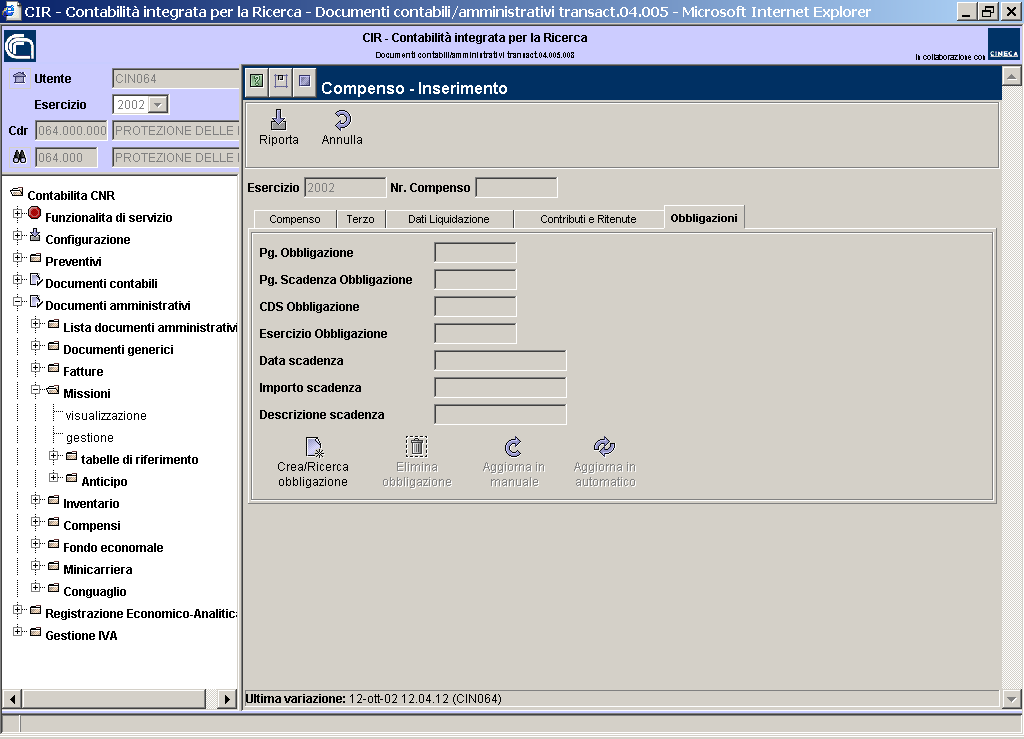 CIR - Contabilità integrata per la Ricerca - Documenti contabili/amministrativi transact.04.005 - Microsoft Internet Explorer
CIR - Contabilità integrata per la Ricerca
Documenti contabili/amministrativi transact.04.005.008
In collaborazione con CINECA
Utente CIN064
Esercizio 2002
Cdr 064.000.000 PROTEZIONE DELLE
064.000 PROTEZIONE DELLE
Contabilita CNR
Funzionalita di servizio
Configurazione
Preventivi
Documenti contabili
Documenti amministrativi
Lista documenti amministrativi
Documenti generici
Fatture
Missioni
visualizzazione
gestione
tabelle di riferimento
Anticipo
Inventario
Compensi
Fondo economale
Minicarriera
Conguaglio
Registrazione Economico-Analitica
Gestione IVA
Compenso - Inserimento
Riporta Annulla
Esercizio 2002 Nr. Compenso
Compenso Terzo Dati Liquidazione Contributi e Ritenute Obbligazioni
Pg. Obbligazione
Pg. Scadenza Obbligazione
CDS Obbligazione
Esercizio Obbligazione
Data scadenza
Importo scadenza
Descrizione scadenza
Crea/Ricerca obbligazione
Elimina obbligazione
Aggiorna in manuale
Aggiorna in automatico
Ultima variazione: 12-ott-02 12.04.12 (CIN064)